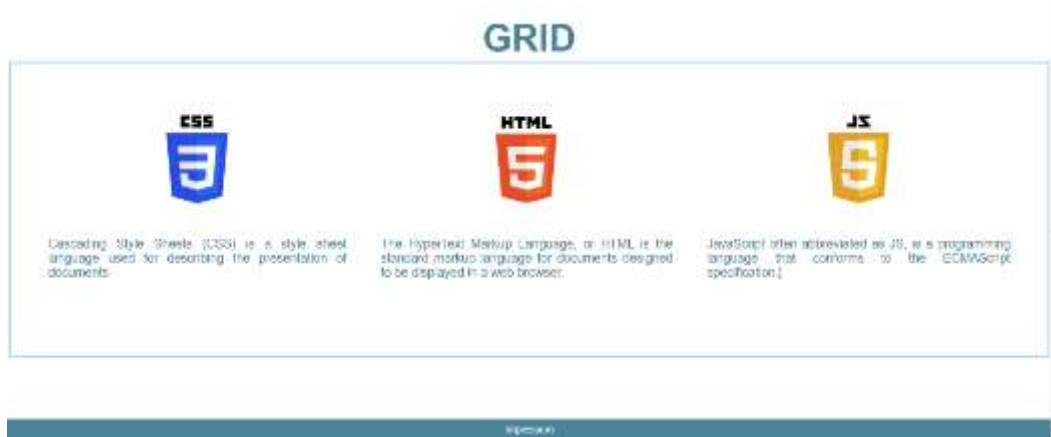 GRID
CSS
3
Cascading Style Sheets (CSS) is a style sheet
language used for describing the presentation of
documents
HTML
5
The HyperText Markup Language, or HTML is the
standard markup language for documents designed
to be displayed in a web browser.
JS
JavaScript often abbreviated as JS, is a programming
language that conforms to the ECMAScript
specification.[